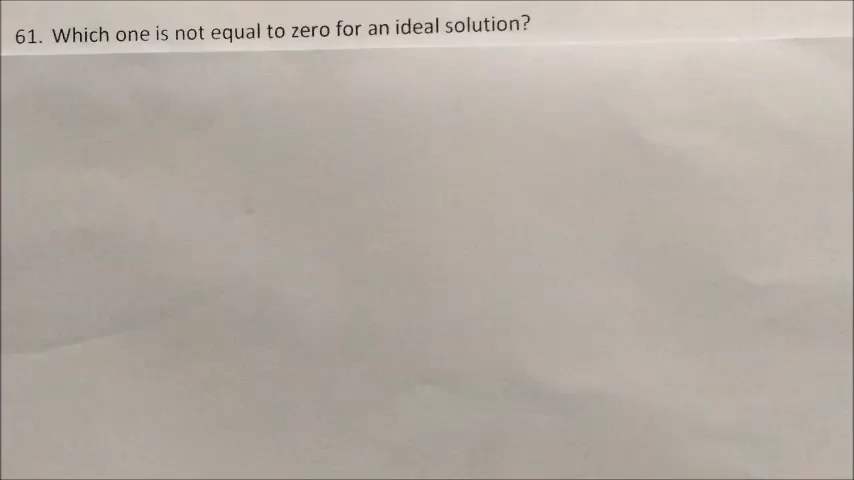 61. Which one is not equal to zero for an ideal solution?